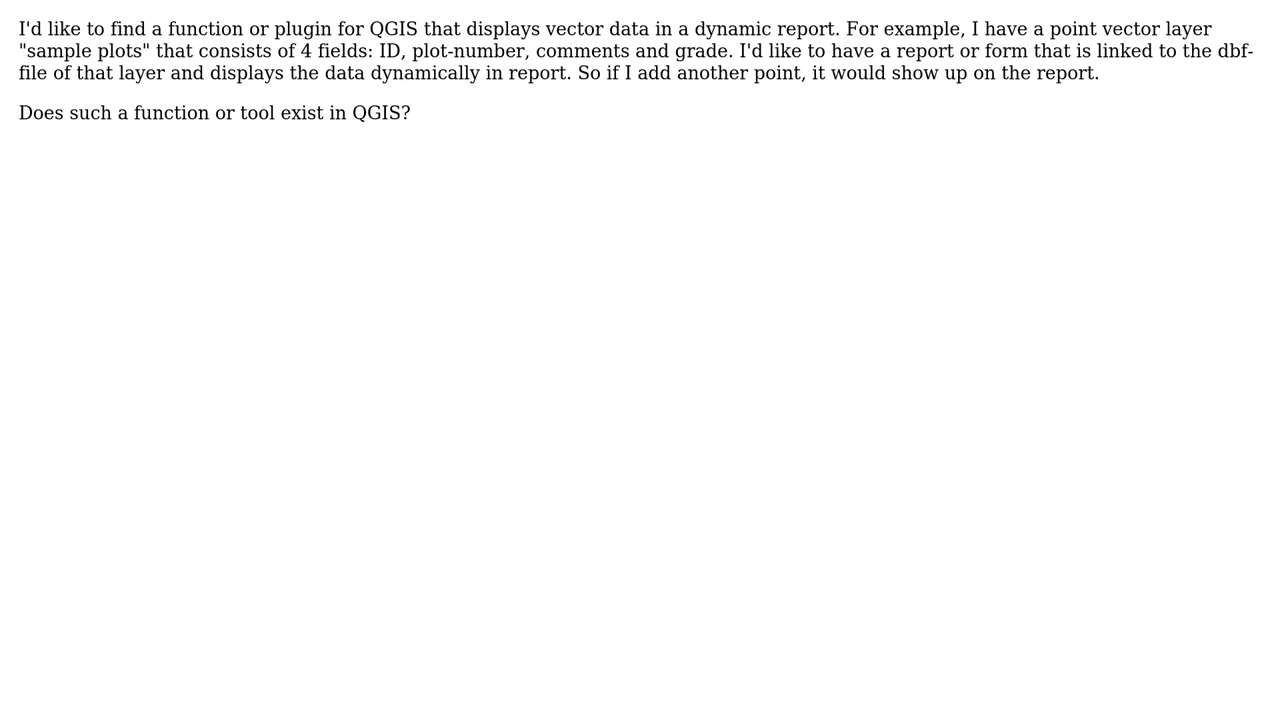 I'd like to find a function or plugin for QGIS that displays vector data in a dynamic report. For example, I have a point vector layer
"sample plots" that consists of 4 fields: ID, plot-number, comments and grade. I'd like to have a report or form that is linked to the dbf-
file of that layer and displays the data dynamically in report. So if I add another point, it would show up on the report.
Does such a function or tool exist in QGIS?